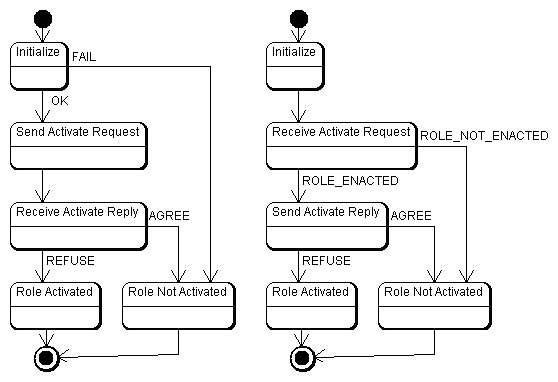 Initialize
FAIL
OK
Send Activate Request
Receive Activate Reply
AGREE
REFUSE
Role Activated
Role Not Activated
Initialize
Receive Activate Request
ROLE_NOT_ENACTED
ROLE_ENACTED
Send Activate Reply
AGREE
REFUSE
Role Activated
Role Not Activated